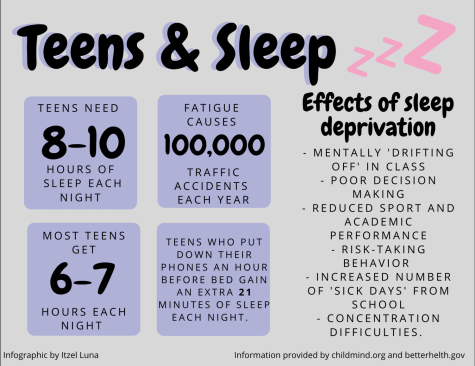 Teens & Sleep zzZ
TEENS NEED
8-10
HOURS OF
SLEEP EACH
NIGHT
FATIGUE
CAUSES
100,000
TRAFFIC
ACCIDENTS
EACH YEAR
MOST TEENS
GET
6-7
HOURS EACH
NIGHT
TEENS WHO PUT
DOWN THEIR
PHONES AN HOUR
BEFORE BED GAIN
AN EXTRA 21
MINUTES OF SLEEP
EACH NIGHT.
Effects of sleep
deprivation
- MENTALLY 'DRIFTING
OFF' IN CLASS
- POOR DECISION
MAKING
- REDUCED SPORT AND
ACADEMIC
PERFORMANCE
- RISK-TAKING
BEHAVIOR
- INCREASED NUMBER
OF 'SICK DAYS' FROM
SCHOOL
- CONCENTRATION
DIFFICULTIES.
Infographic by Itzel Luna
Information provided by childmind.org and betterhelth.gov